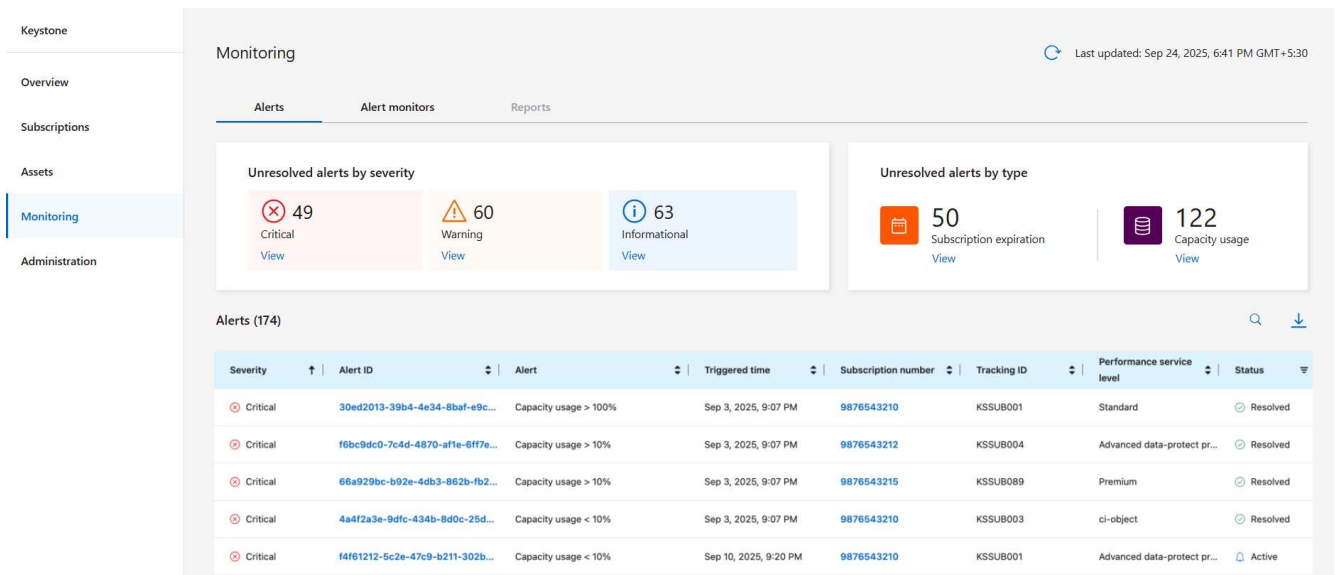 Keystone
Overview
Subscriptions
Assets
Monitoring
Administration
Monitoring
Last updated: Sep 24, 2025, 6:41 PM GMT+5:30
Alerts Alert monitors Reports
Unresolved alerts by severity
49
Critical
View
60
Warning
View
63
Informational
View
Unresolved alerts by type
50
Subscription expiration
View
122
Capacity usage
View
Alerts (174)
Severity Alert ID Alert Triggered time Subscription number Tracking ID Performance service level Status
Critical 30ed2013-39b4-4e34-8baf-e9c... Capacity usage > 100% Sep 3, 2025, 9:07 PM 9876543210 KSSUB001 Standard Resolved
Critical f6bc9dc0-7c4d-4870-af1e-6ff7e... Capacity usage > 10% Sep 3, 2025, 9:07 PM 9876543212 KSSUB004 Advanced data-protect pr... Resolved
Critical 66a929bc-b92e-4db3-862b-fb2... Capacity usage > 10% Sep 3, 2025, 9:07 PM 9876543215 KSSUB089 Premium Resolved
Critical 4a4f2a3e-9dfc-434b-8d0c-25d... Capacity usage < 10% Sep 3, 2025, 9:07 PM 9876543210 KSSUB003 ci-object Resolved
Critical f4f61212-5c2e-47c9-b211-302b... Capacity usage < 10% Sep 10, 2025, 9:20 PM 9876543210 KSSUB001 Advanced data-protect pr... Active